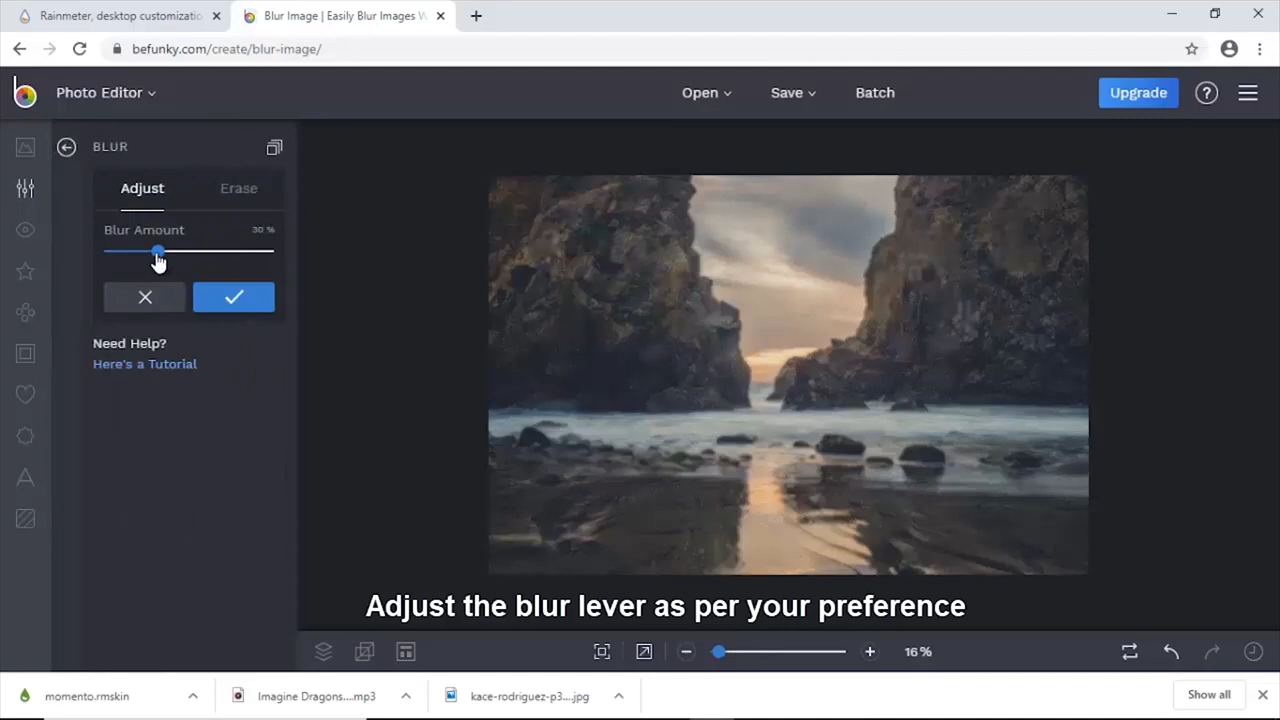 Rainmeter, desktop customizatio
Blur Image | Easily Blur Images W
befunky.com/create/blur-image/
Photo Editor
Open
Save
Batch
Upgrade
BLUR
Adjust
Erase
Blur Amount
30 %
Need Help?
Here's a Tutorial
Adjust the blur lever as per your preference
16 %
momento.rmskin
Imagine Dragons....mp3
kace-rodriguez-p3....jpg
Show all